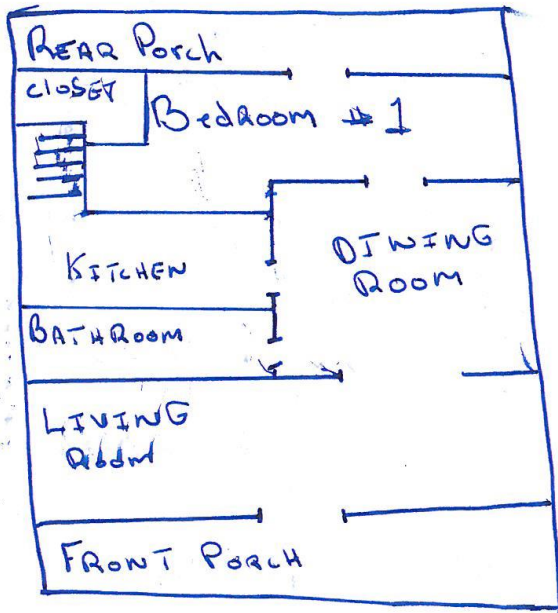 REAR Porch
CLOSET
BedRoom # 1
KITCHEN
DINING
ROOM
BATHROOM
LIVING
ROOM
FRONT PORCH